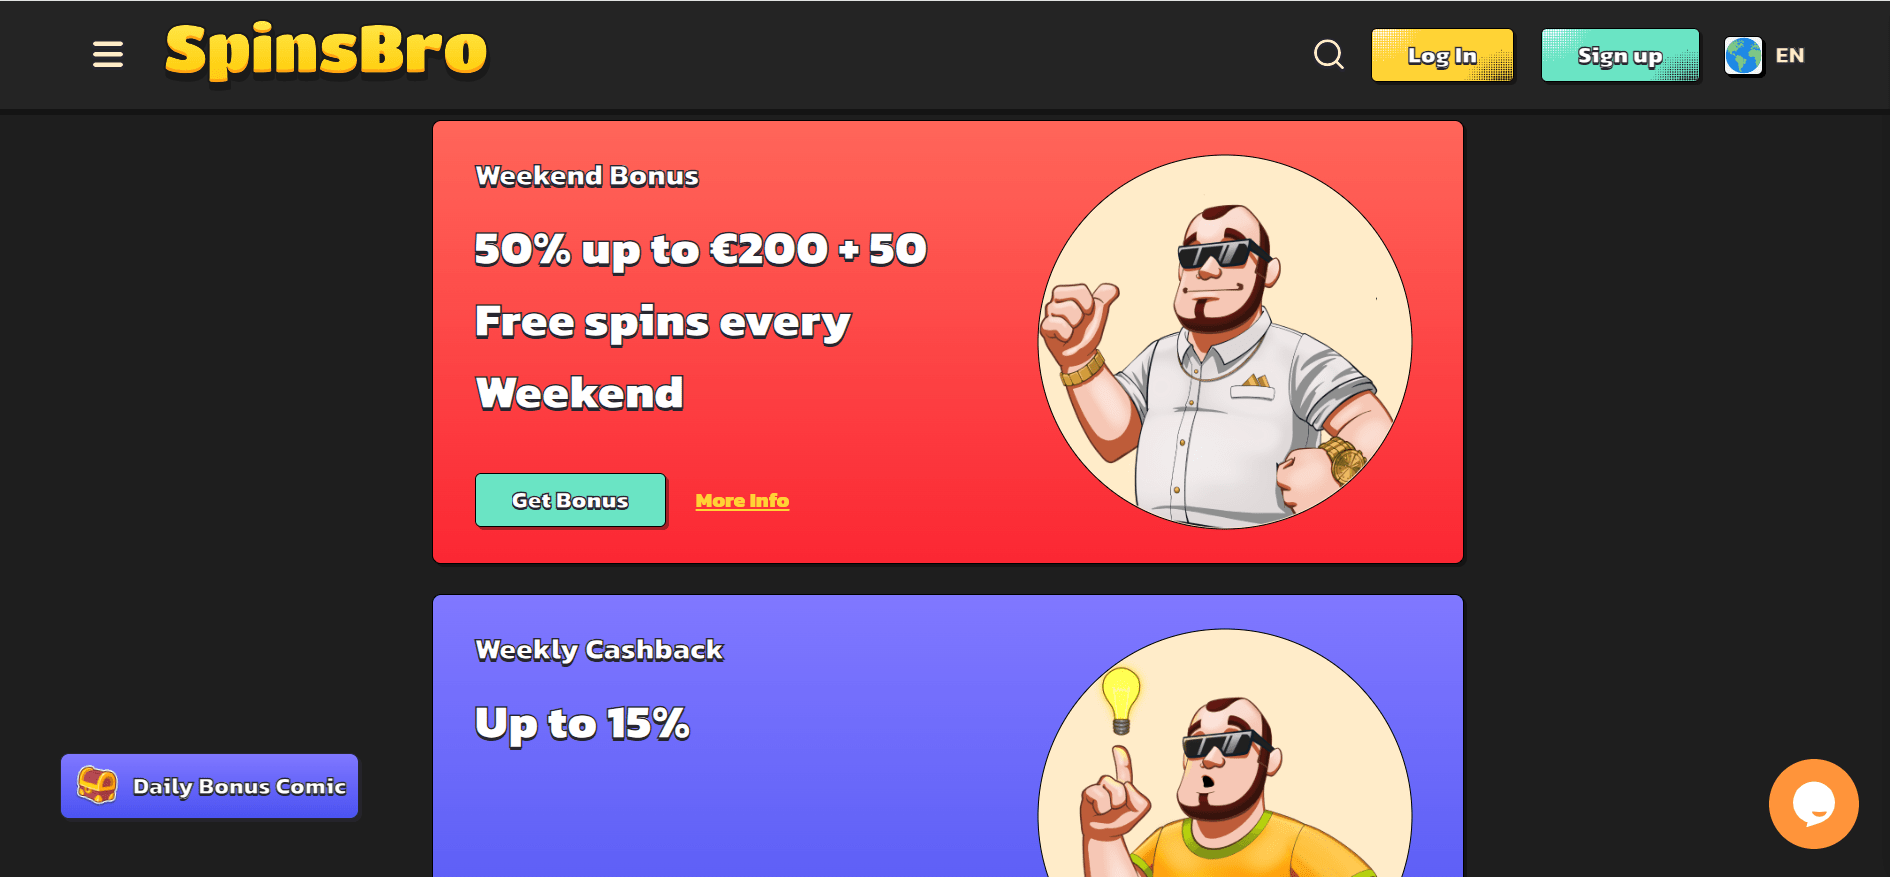 SpinsBro
Log In
Sign up
EN
Weekend Bonus
50% up to €200 + 50
Free spins every
Weekend
Get Bonus
More Info
Weekly Cashback
Up to 15%
Daily Bonus Comic